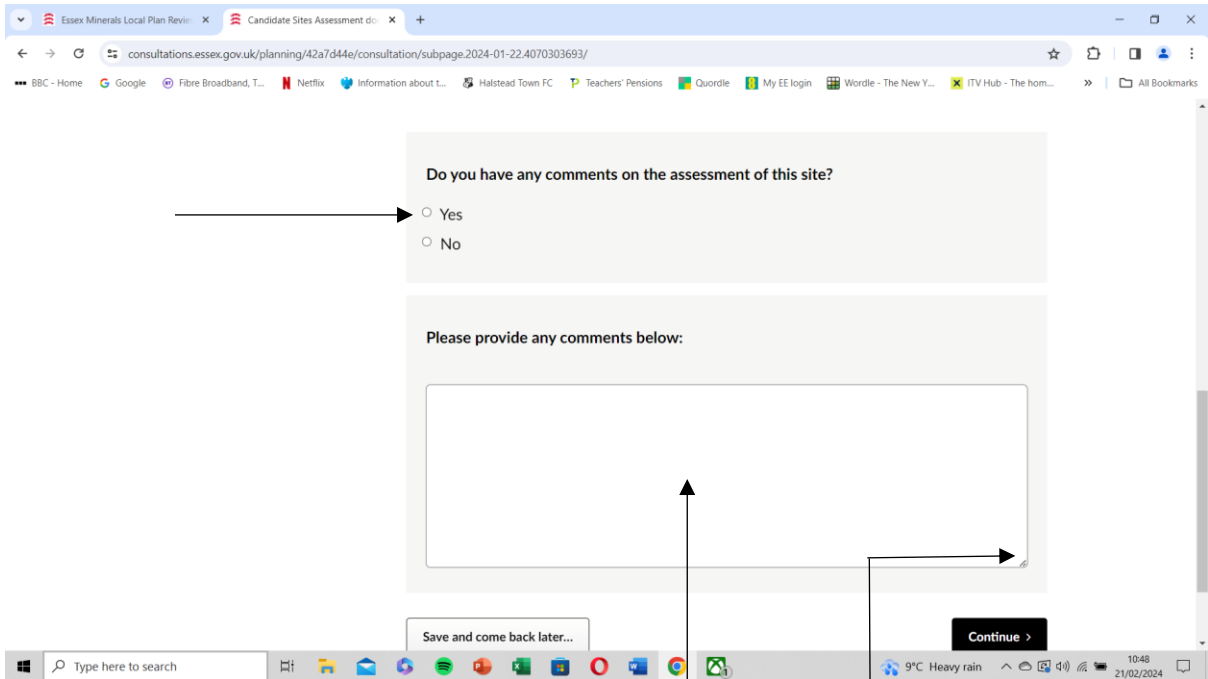 Essex Minerals Local Plan Revie
Candidate Sites Assessment do
consultations.essex.gov.uk/planning/42a7d44e/consultation/subpage.2024-01-22.4070303693/
BBC - Home Google Fibre Broadband, T... Netflix Information about t... Halstead Town FC Teachers' Pensions Quordle My EE login Wordle - The New Y... ITV Hub - The hom... » All Bookmarks
Do you have any comments on the assessment of this site?
Yes
No
Please provide any comments below:
Save and come back later...
Continue >
Type here to search
9°C Heavy rain
10:48
21/02/2024